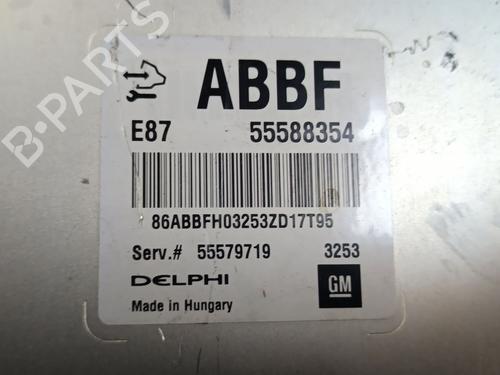 ABBF
E87 55588354
86ABBFH03253ZD17T95
Serv.# 55579719 3253
DELPHI GM
Made in Hungary
B-Parts